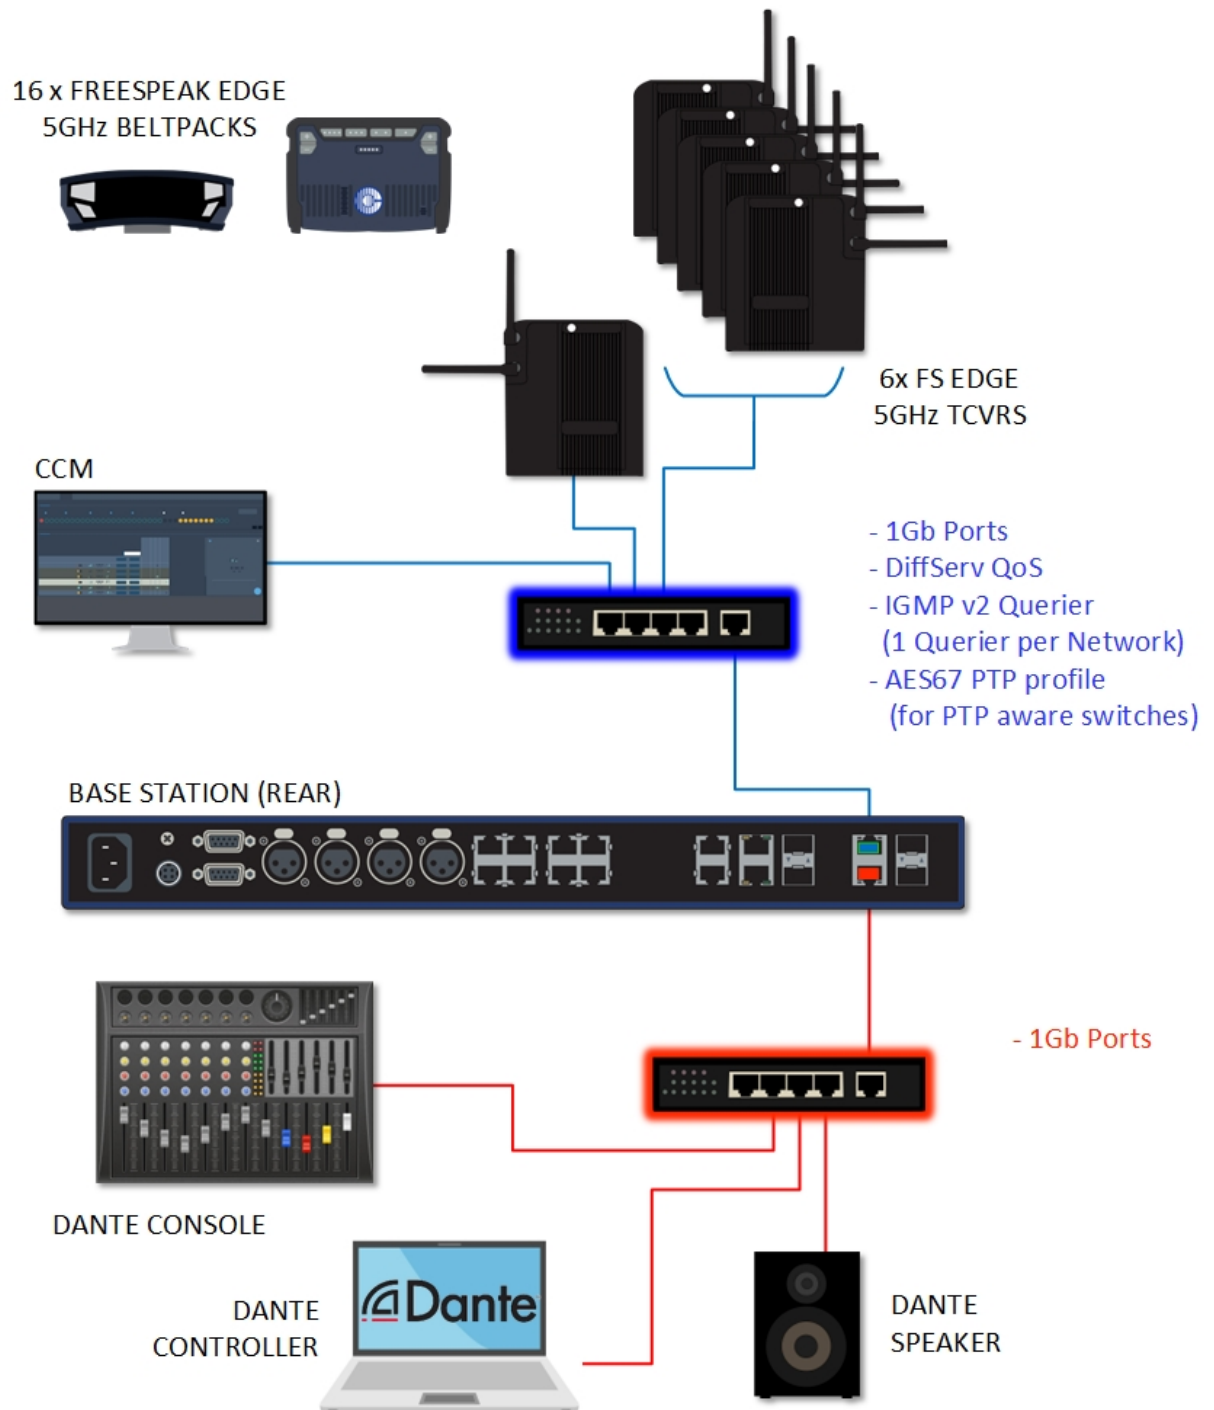 16 x FREESPEAK EDGE
5GHz BELTPACKS
6x FS EDGE
5GHz TCVRS
CCM
- 1Gb Ports
- DiffServ QoS
- IGMP v2 Querier
(1 Querier per Network)
- AES67 PTP profile
(for PTP aware switches)
BASE STATION (REAR)
- 1Gb Ports
DANTE CONSOLE
Dante
DANTE
CONTROLLER
DANTE
SPEAKER